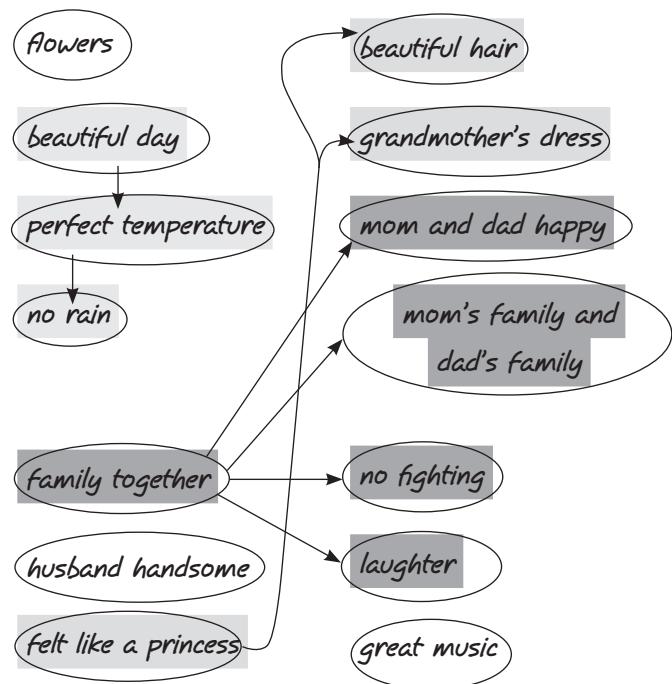 flowers
beautiful day
perfect temperature
no rain
family together
husband handsome
felt like a princess
beautiful hair
grandmother's dress
mom and dad happy
mom's family and
dad's family
no fighting
laughter
great music